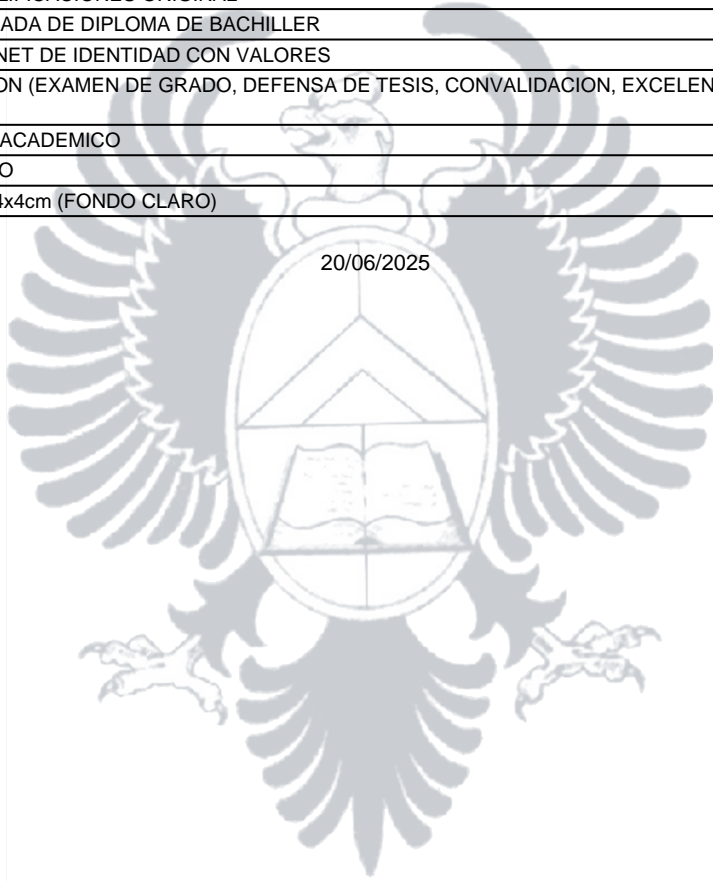 ADA DE DIPLOMA DE BACHILLER
NET DE IDENTIDAD CON VALORES
ON (EXAMEN DE GRADO, DEFENSA DE TESIS, CONVALIDACION, EXCELEN
ACADEMICO
O
4x4cm (FONDO CLARO)
20/06/2025